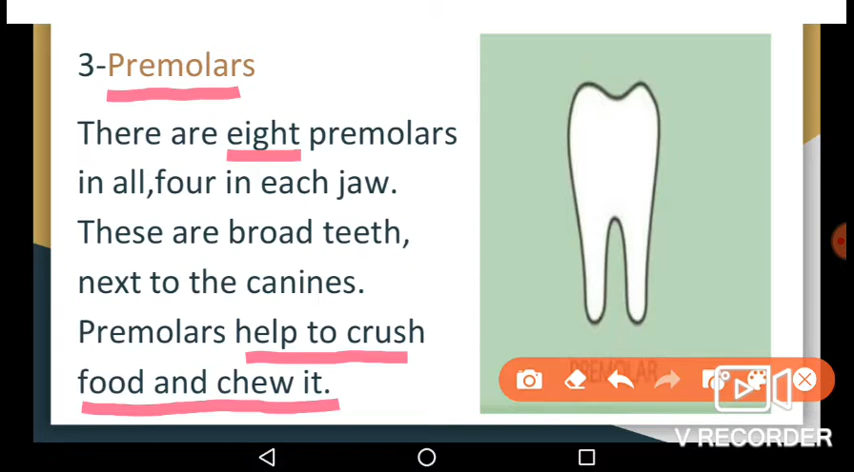 3-Premolars
There are eight premolars
in all,four in each jaw.
These are broad teeth,
next to the canines.
Premolars help to crush
food and chew it.
PREMOLAR
V RECORDER